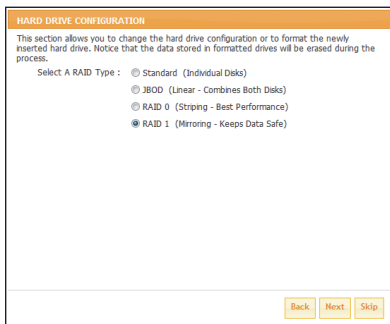 HARD DRIVE CONFIGURATION
This section allows you to change the hard drive configuration or to format the newly
inserted hard drive. Notice that the data stored in formatted drives will be erased during the
process.
Select A RAID Type : Standard (Individual Disks)
JBOD (Linear - Combines Both Disks)
RAID 0 (Striping - Best Performance)
RAID 1 (Mirroring - Keeps Data Safe)
Back Next Skip